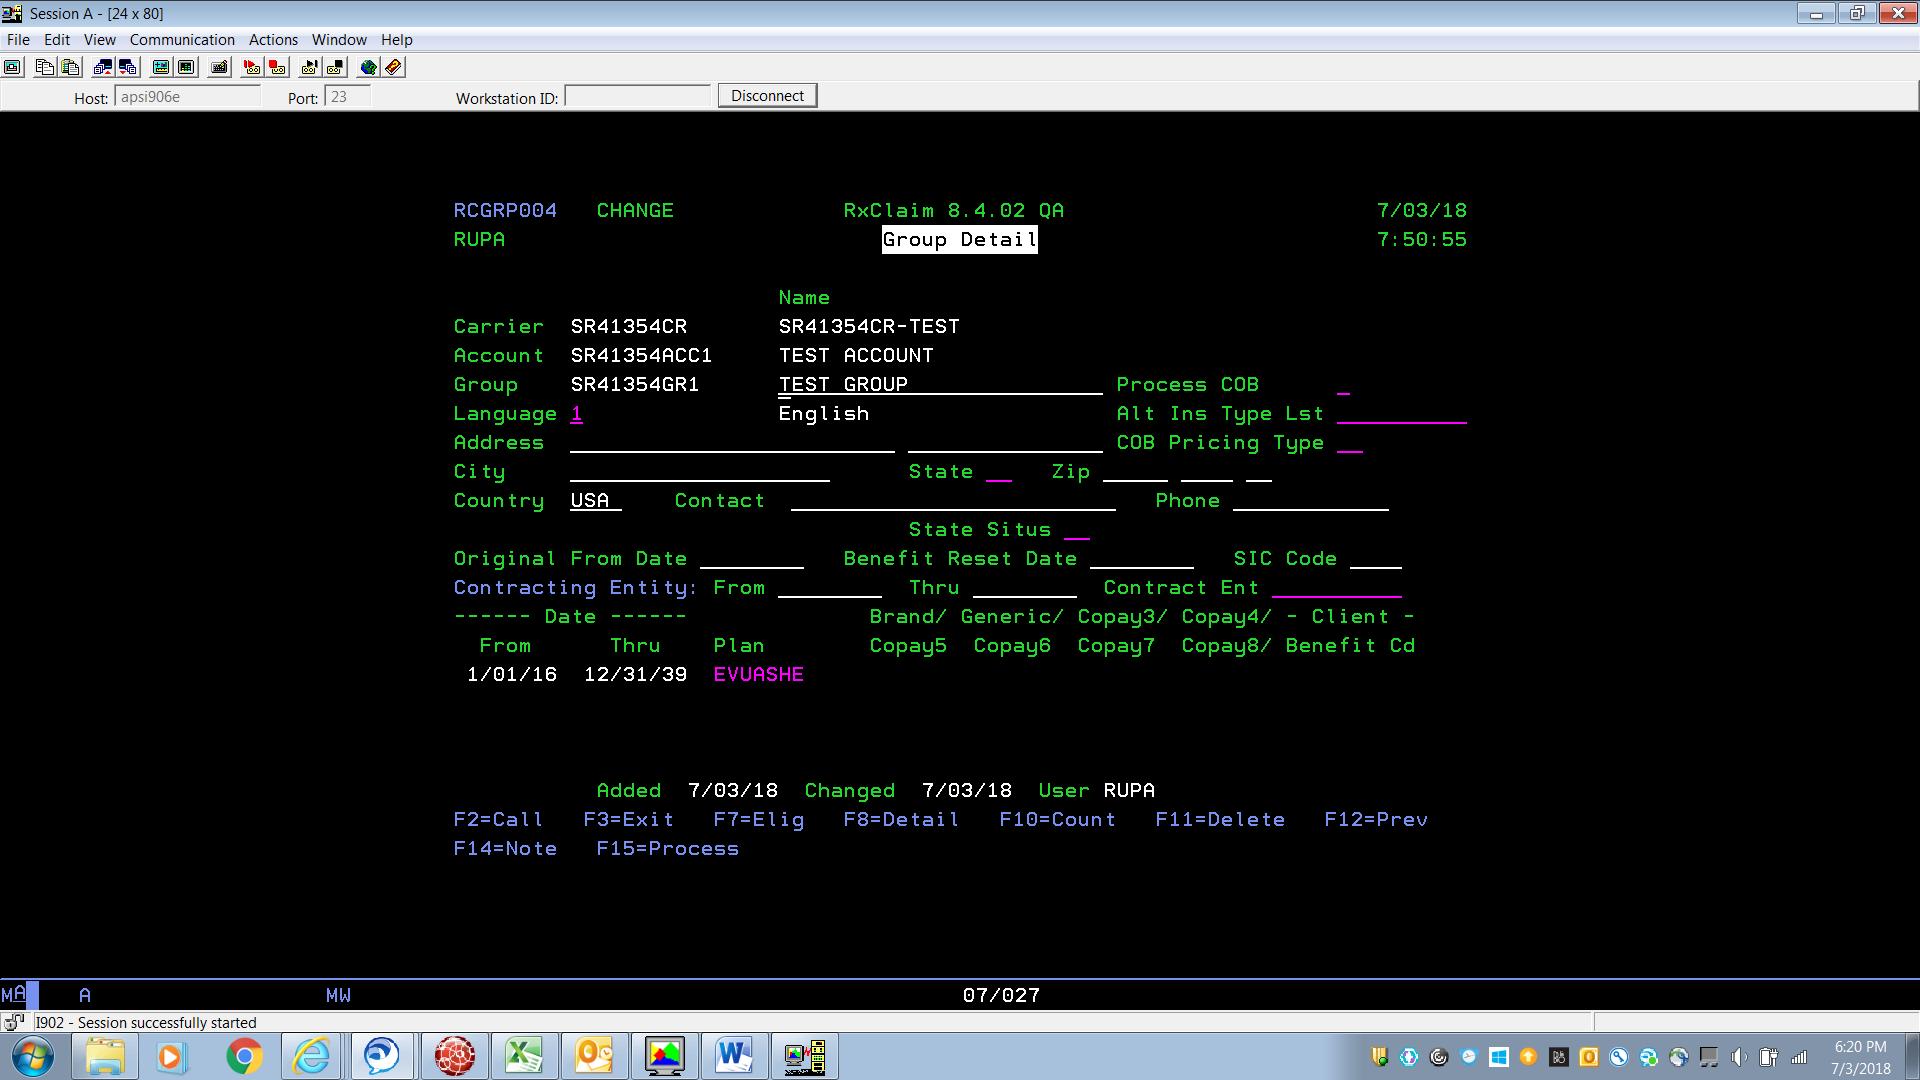 Session A - [24 x 80]
File Edit View Communication Actions Window Help
Host: apsi906e Port: 23 Workstation ID: Disconnect
RCGRP004 CHANGE RxClaim 8.4.02 QA 7/03/18
RUPA Group Detail 7:50:55
Name
Carrier SR41354CR SR41354CR-TEST
Account SR41354ACC1 TEST ACCOUNT
Group SR41354GR1 TEST GROUP Process COB
Language 1 English Alt Ins Type Lst
Address COB Pricing Type
City State Zip
Country USA Contact Phone
State Situs
Original From Date Benefit Reset Date SIC Code
Contracting Entity: From Thru Contract Ent
------ Date ------ Brand/ Generic/ Copay3/ Copay4/ - Client -
From Thru Plan Copay5 Copay6 Copay7 Copay8/ Benefit Cd
1/01/16 12/31/39 EVUASHE
Added 7/03/18 Changed 7/03/18 User RUPA
F2=Call F3=Exit F7=Elig F8=Detail F10=Count F11=Delete F12=Prev
F14=Note F15=Process
MA A MW 07/027
I902 - Session successfully started
6:20 PM
7/3/2018